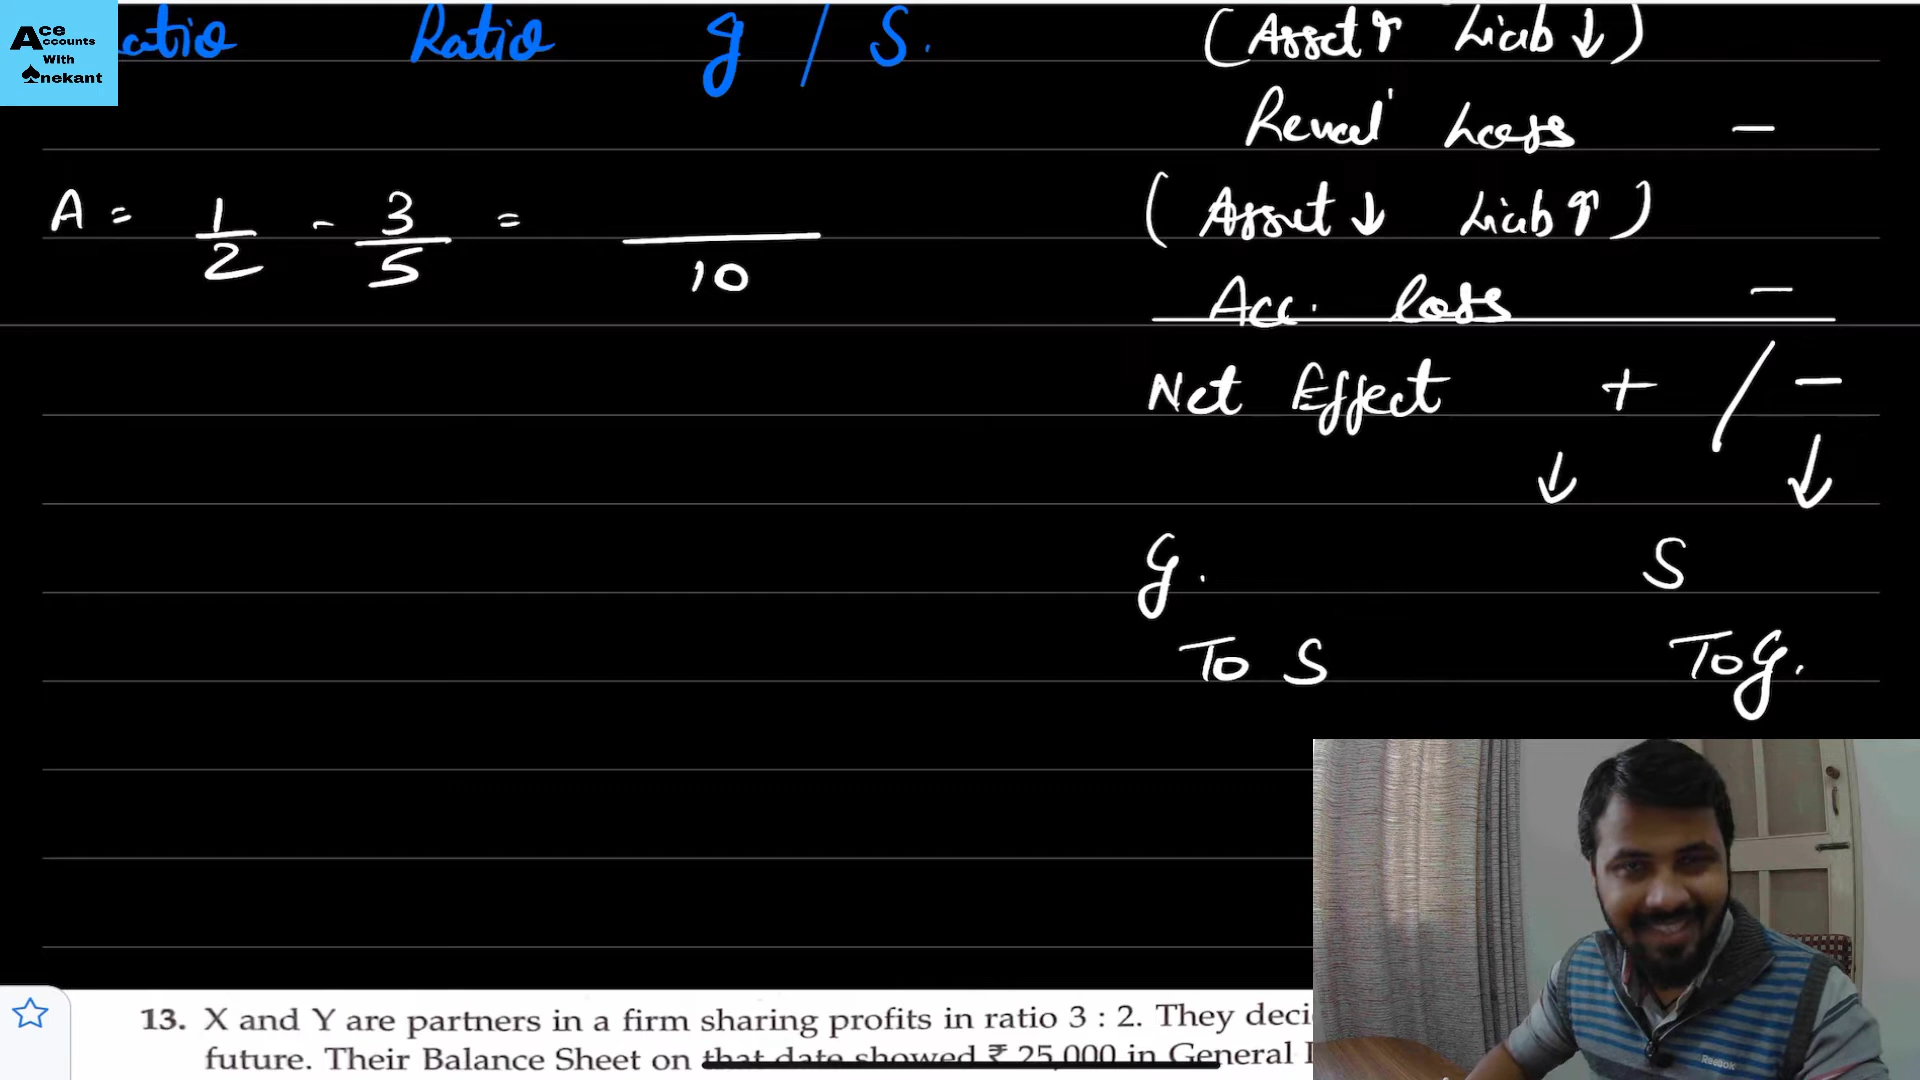 Ace
Accounts
With
Anekant
Ratio g / S.
A = 1/2 - 3/5 = /10
(Asset ↑ Liab ↓)
Reval' Loss -
(Asset ↓ Liab ↑)
Acc. loss -
Net Effect + / -
↓ ↓
g. S
To S To g.
13. X and Y are partners in a firm sharing profits in ratio 3 : 2. They deci
future. Their Balance Sheet on that date showed ₹ 25,000 in General
Reebok